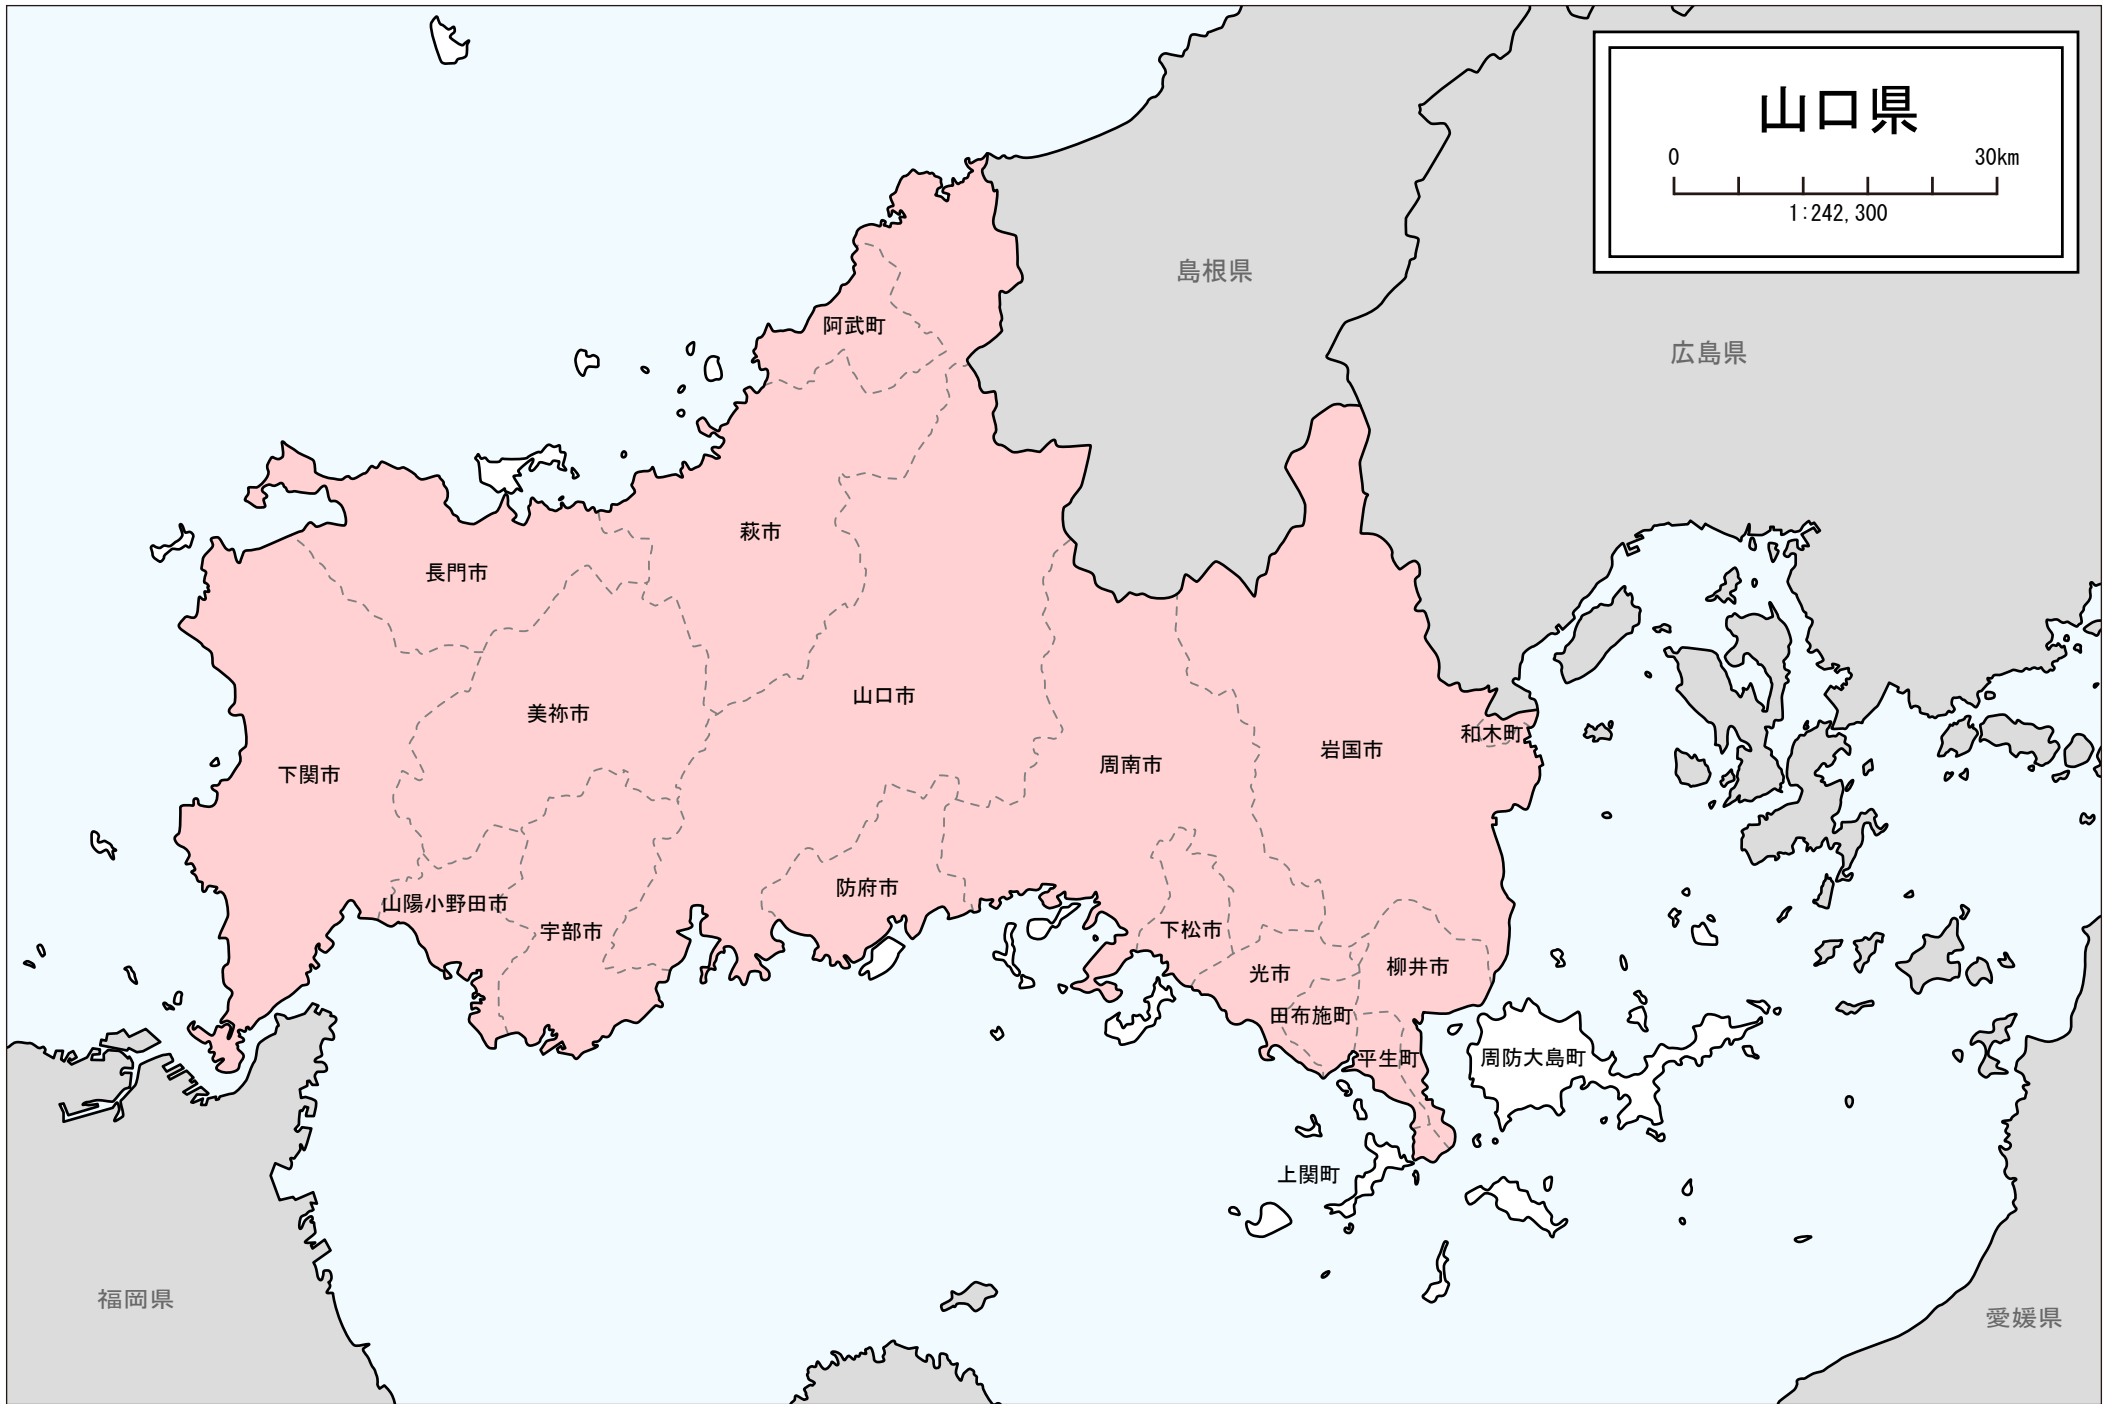 山口県
0 30km
1:242,300
島根県
広島県
阿武町
萩市
長門市
山口市
美祢市
和木町
岩国市
周南市
下関市
防府市
山陽小野田市
宇部市
下松市
柳井市
光市
田布施町
平生町
周防大島町
上関町
福岡県
愛媛県